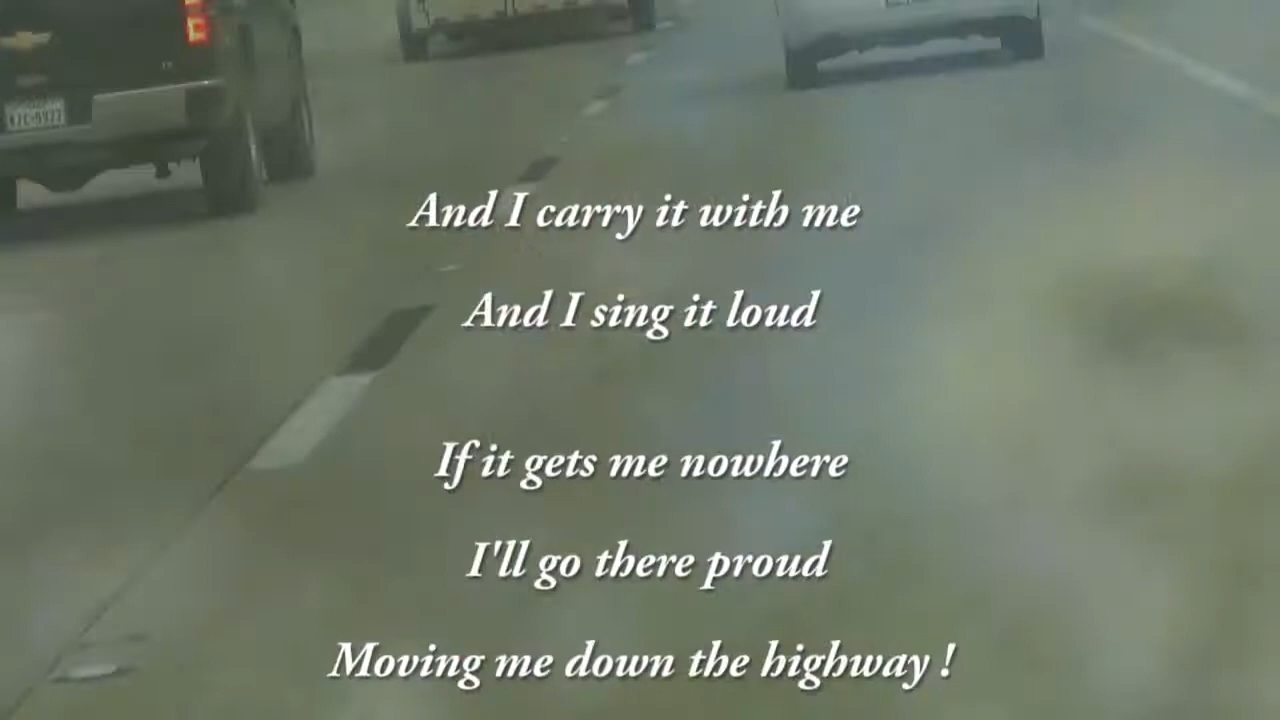 And I carry it with me
And I sing it loud
If it gets me nowhere
I'll go there proud
Moving me down the highway !